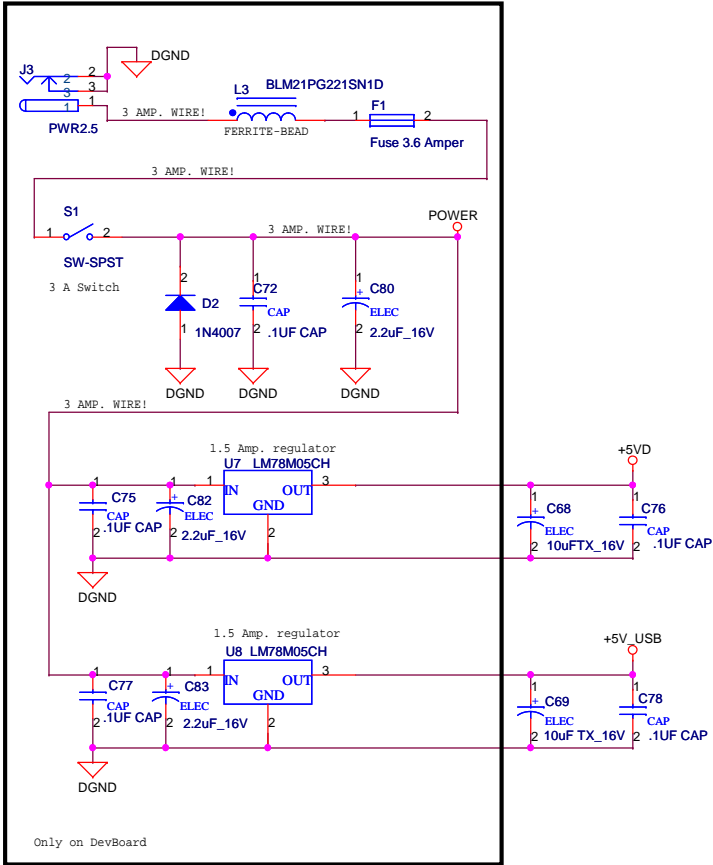 DGND
J3
2
2
3
3
1
1
PWR2.5
3 AMP. WIRE!
L3
BLM21PG221SN1D
FERRITE-BEAD
F1
1
2
Fuse 3.6 Amper
3 AMP. WIRE!
S1
1
2
SW-SPST
3 A Switch
3 AMP. WIRE!
POWER
2
D2
1
1N4007
1
C72
CAP
2
.1UF CAP
1
+
C80
ELEC
2
2.2uF_16V
DGND
DGND
DGND
3 AMP. WIRE!
1.5 Amp. regulator
U7 LM78M05CH
1
IN
OUT
3
GND
2
1
C75
CAP
2
.1UF CAP
1
+
C82
ELEC
2
2.2uF_16V
DGND
+5VD
1
+
C68
ELEC
2
10uFTX_16V
1
C76
CAP
2
.1UF CAP
1.5 Amp. regulator
U8 LM78M05CH
1
IN
OUT
3
GND
2
1
C77
CAP
2
.1UF CAP
1
+
C83
ELEC
2
2.2uF_16V
DGND
+5V_USB
1
+
C69
ELEC
2
10uF TX_16V
1
C78
CAP
2
.1UF CAP
Only on DevBoard